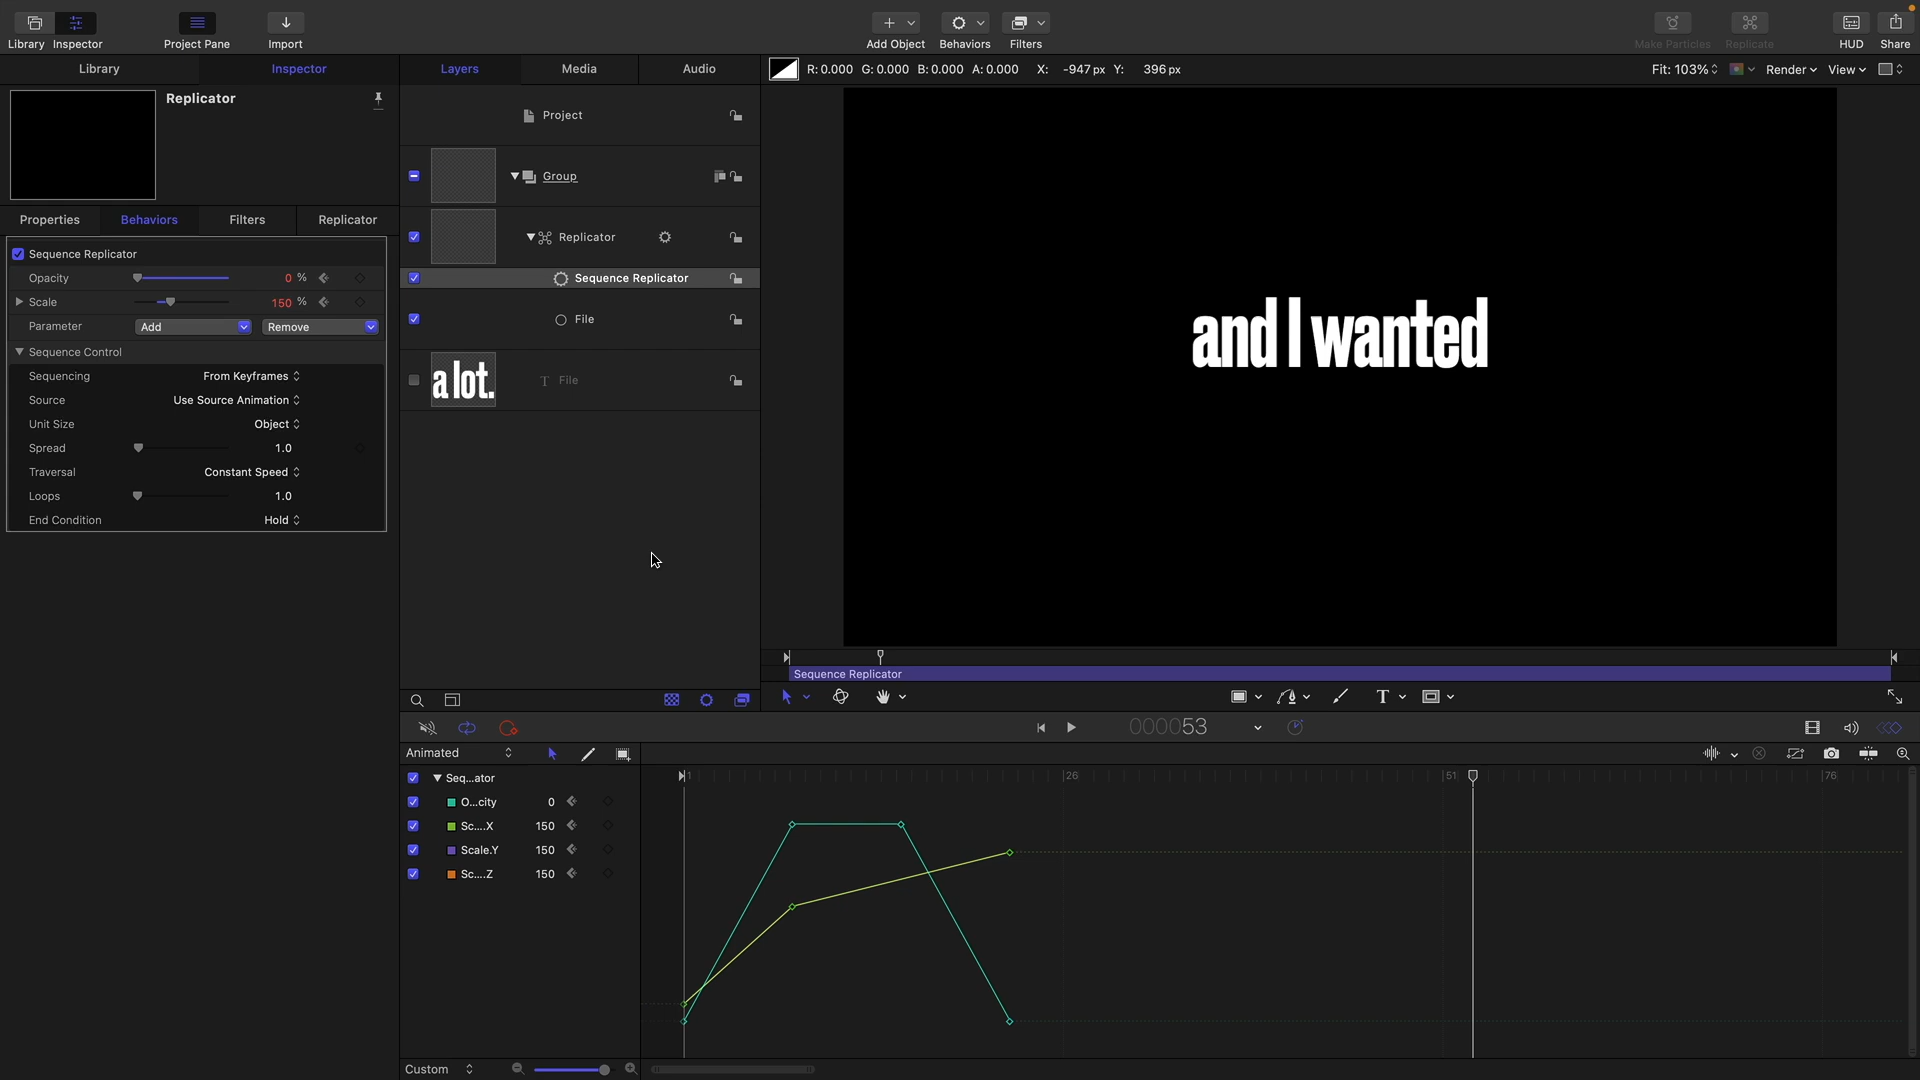 Library Inspector
Project Pane
Import
Add Object
Behaviors
Filters
Make Particles
Replicate
HUD
Share
Library
Inspector
Layers
Media
Audio
R: 0.000 G: 0.000 B: 0.000 A: 0.000 X: -947 px Y: 396 px
Fit: 103%
Render
View
Replicator
Properties
Behaviors
Filters
Replicator
Sequence Replicator
Opacity 0 %
Scale 150 %
Parameter Add Remove
Sequence Control
Sequencing From Keyframes
Source Use Source Animation
Unit Size Object
Spread 1.0
Traversal Constant Speed
Loops 1.0
End Condition Hold
Project
Group
Replicator
Sequence Replicator
File
a lot.
T File
and I wanted
Sequence Replicator
T
000053
Animated
Seq...ator
O...city 0
Sc....X 150
Scale.Y 150
Sc....Z 150
1 26 51 76
Custom